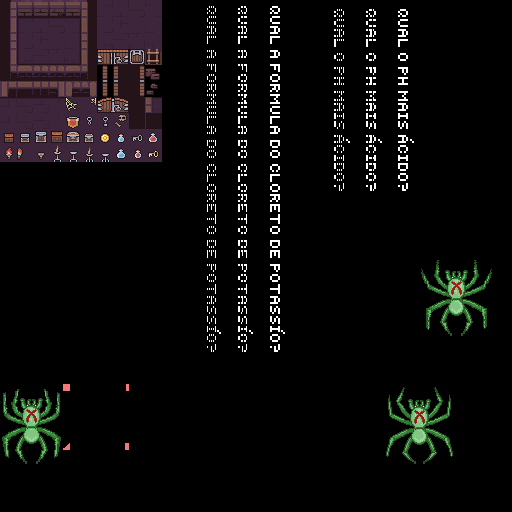 QUAL A FORMULA DO CLORETO DE POTASSÍO?
QUAL A FORMULA DO CLORETO DE POTASSÍO?
QUAL A FORMULA DO CLORETO DE POTASSÍO?
QUAL O PH MAIS ÁCIDO?
QUAL O PH MAIS ÁCIDO?
QUAL O PH MAIS ÁCIDO?